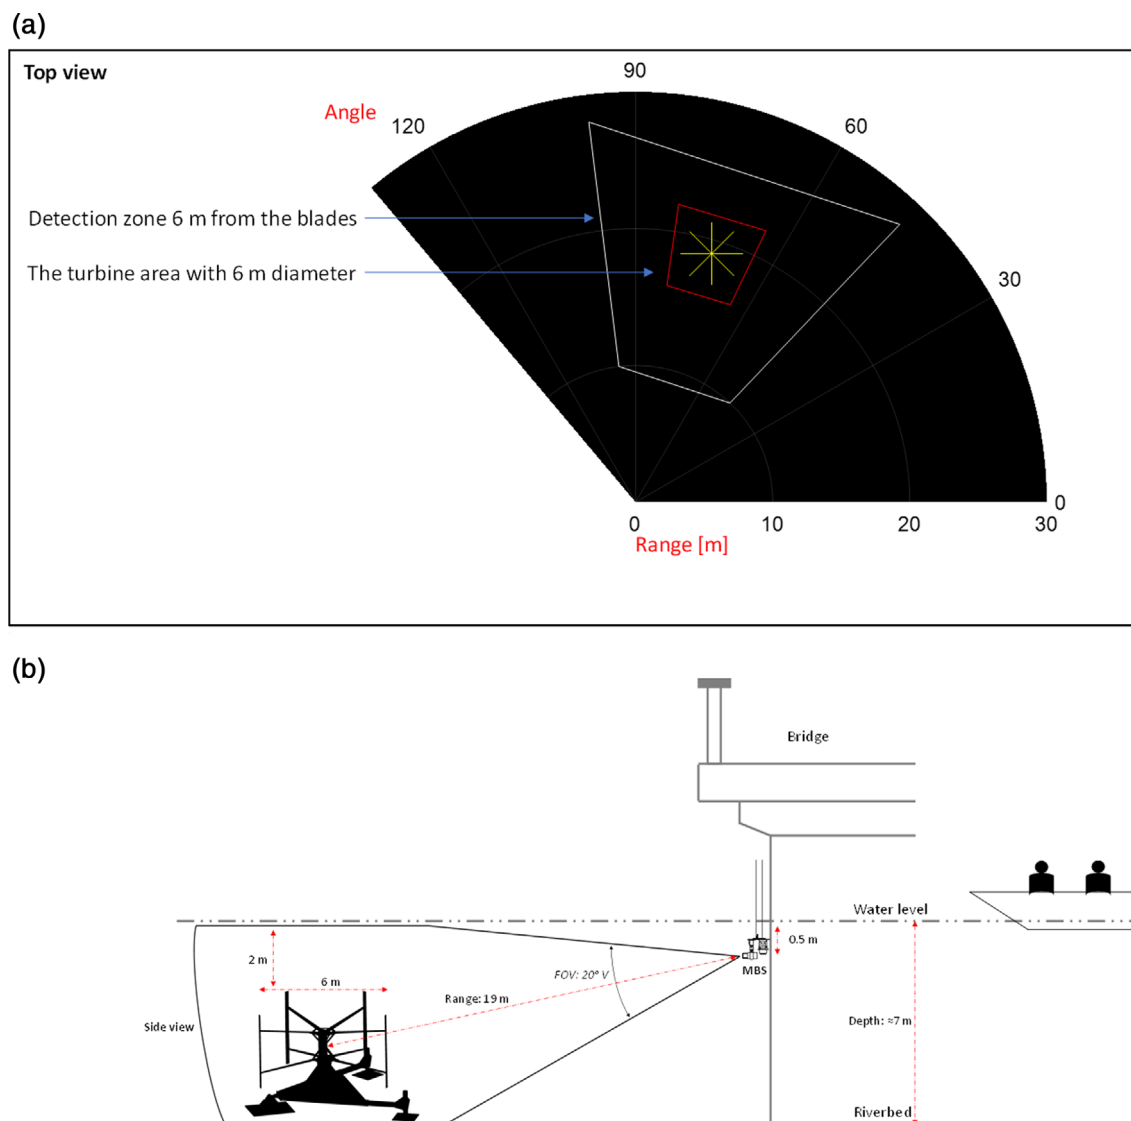 (a)
Top view
90
Angle
120
60
Detection zone 6 m from the blades
The turbine area with 6 m diameter
30
0
0
10
20
30
Range [m]
(b)
Bridge
Water level
0.5 m
2 m
FOV: 20° V
MBS
6 m
Range: 19 m
Side view
Depth: ≈7 m
Riverbed